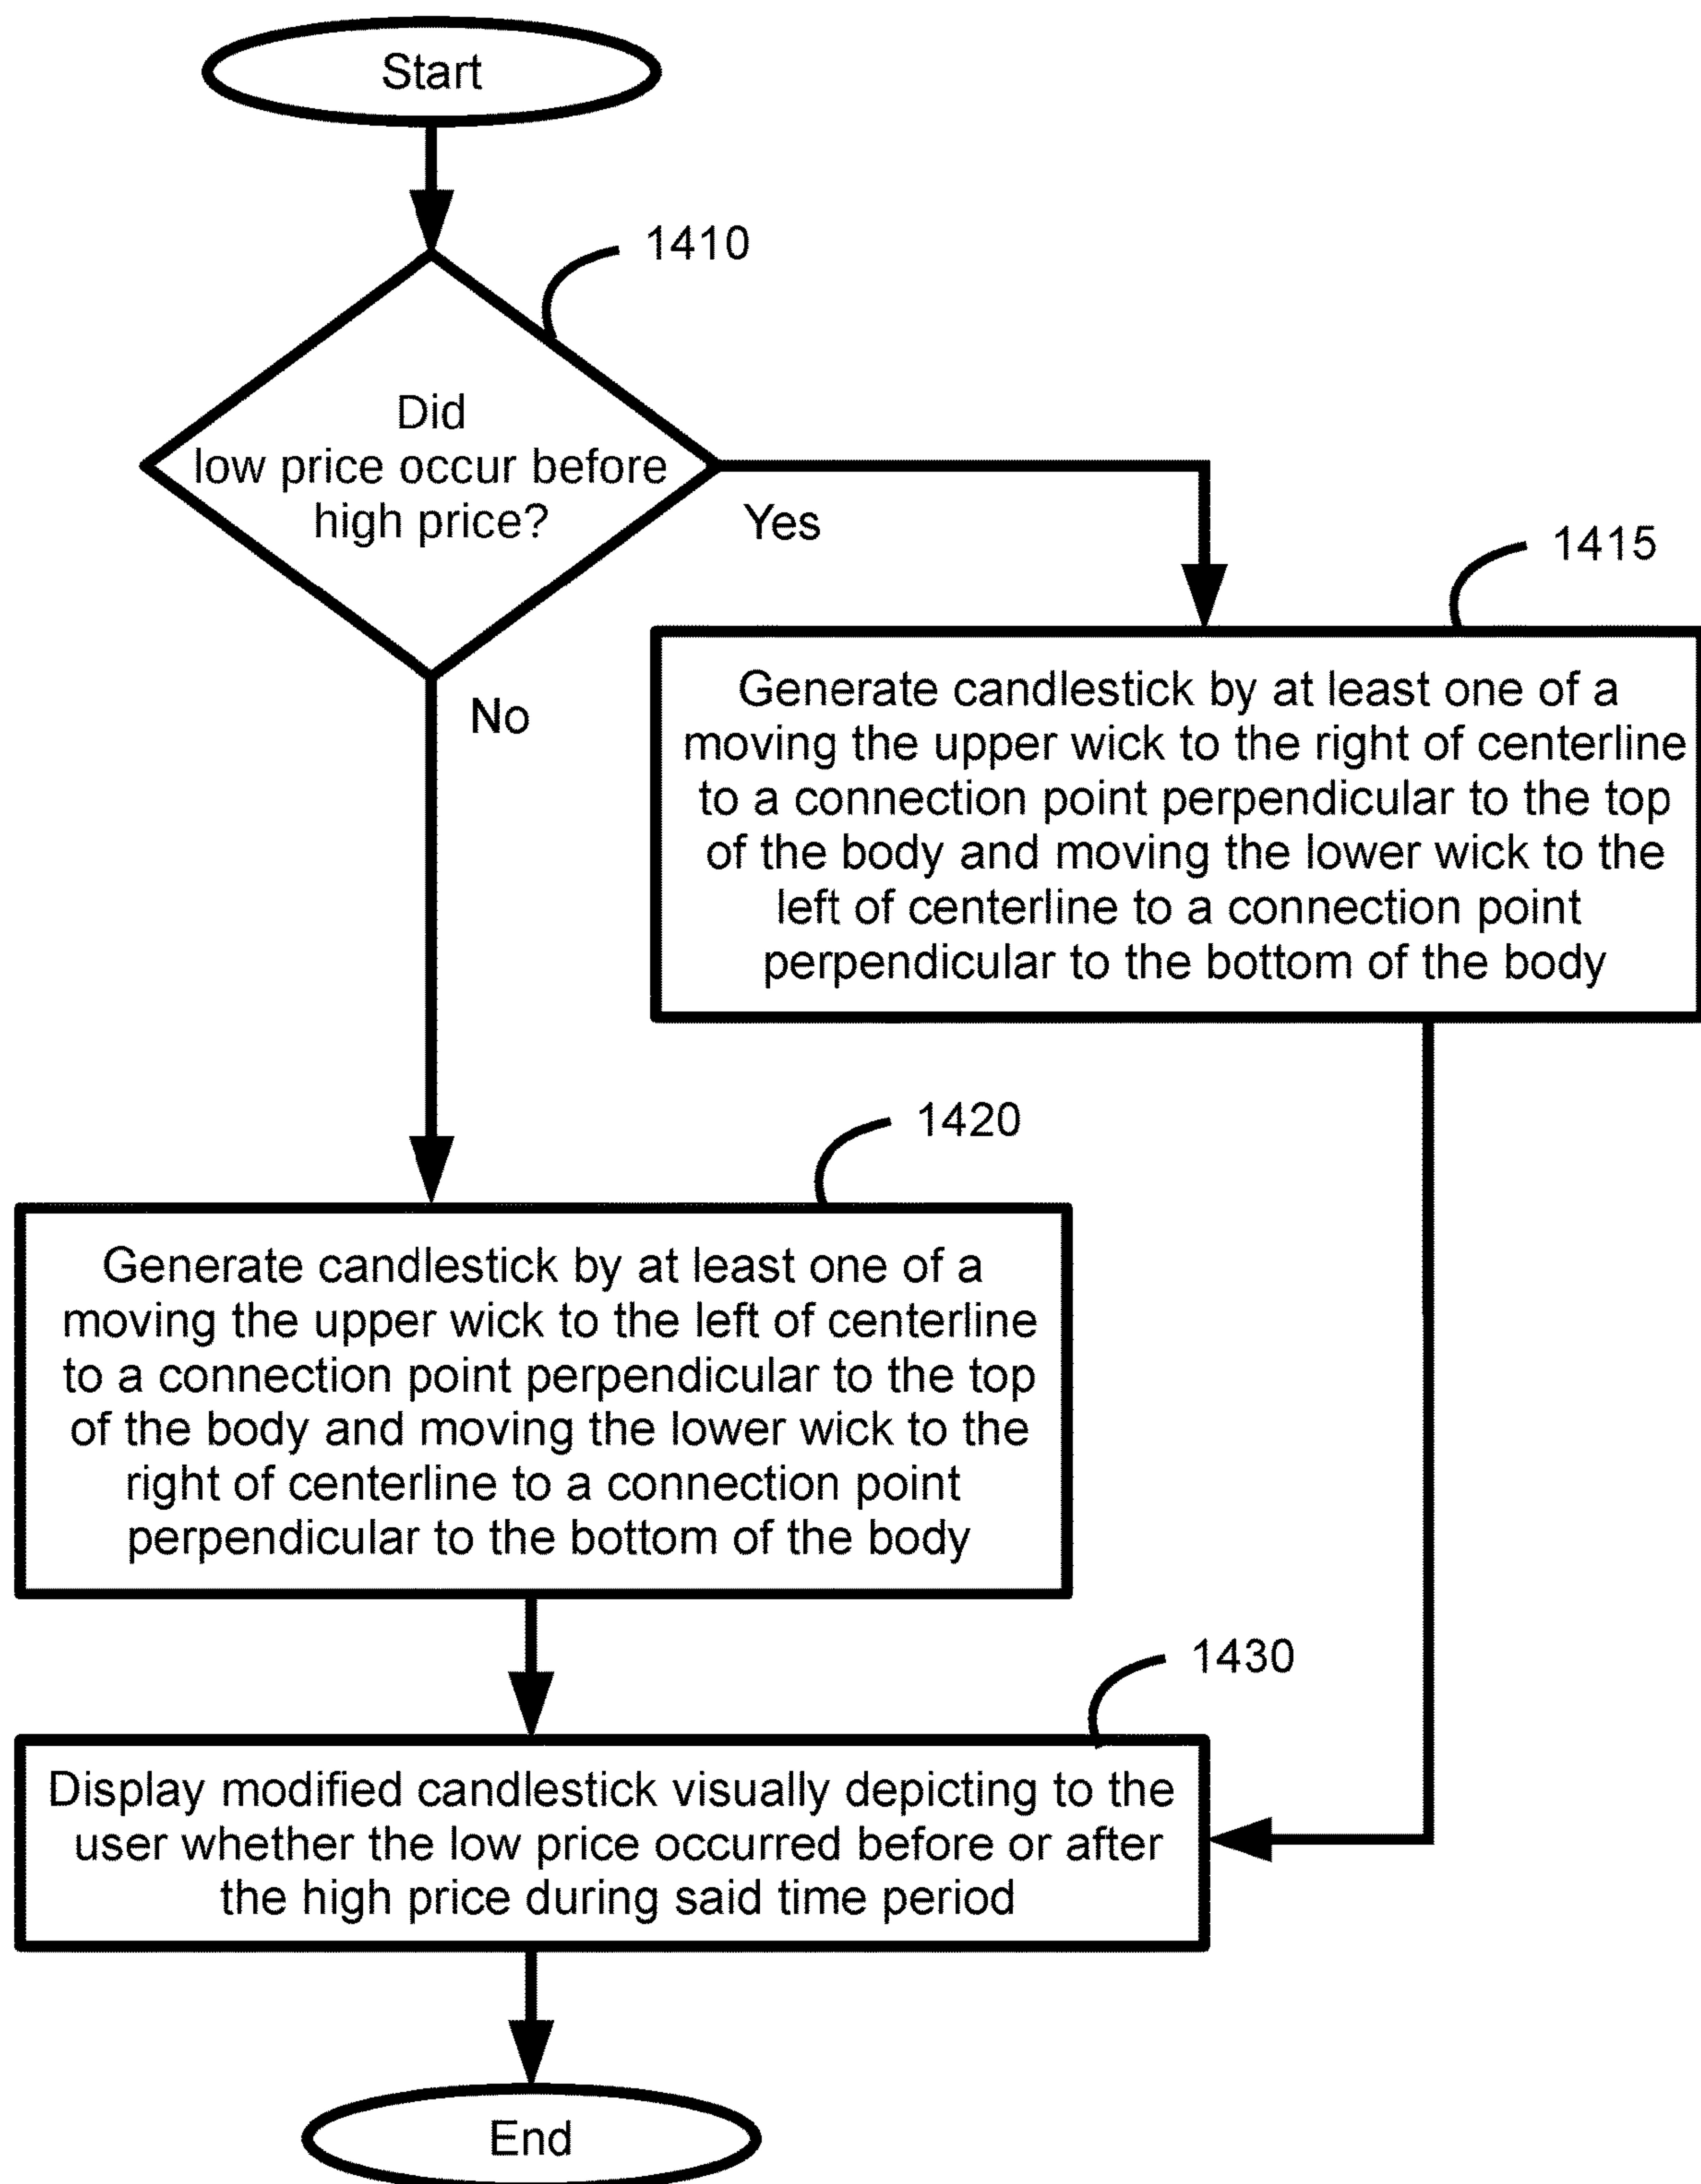 Start
1410
Did
low price occur before
high price?
Yes
1415
No
Generate candlestick by at least one of a
moving the upper wick to the right of centerline
to a connection point perpendicular to the top
of the body and moving the lower wick to the
left of centerline to a connection point
perpendicular to the bottom of the body
1420
Generate candlestick by at least one of a
moving the upper wick to the left of centerline
to a connection point perpendicular to the top
of the body and moving the lower wick to the
right of centerline to a connection point
perpendicular to the bottom of the body
1430
Display modified candlestick visually depicting to the
user whether the low price occurred before or after
the high price during said time period
End